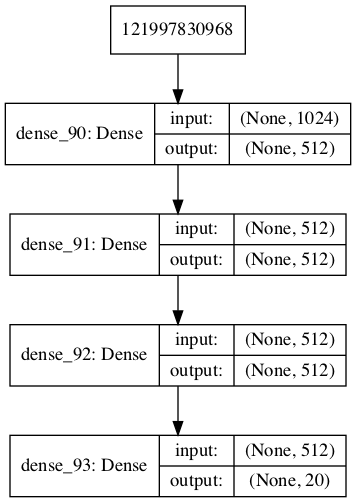 121997830968
dense_90: Dense
input:
(None, 1024)
output:
(None, 512)
dense_91: Dense
input:
(None, 512)
output:
(None, 512)
dense_92: Dense
input:
(None, 512)
output:
(None, 512)
dense_93: Dense
input:
(None, 512)
output:
(None, 20)